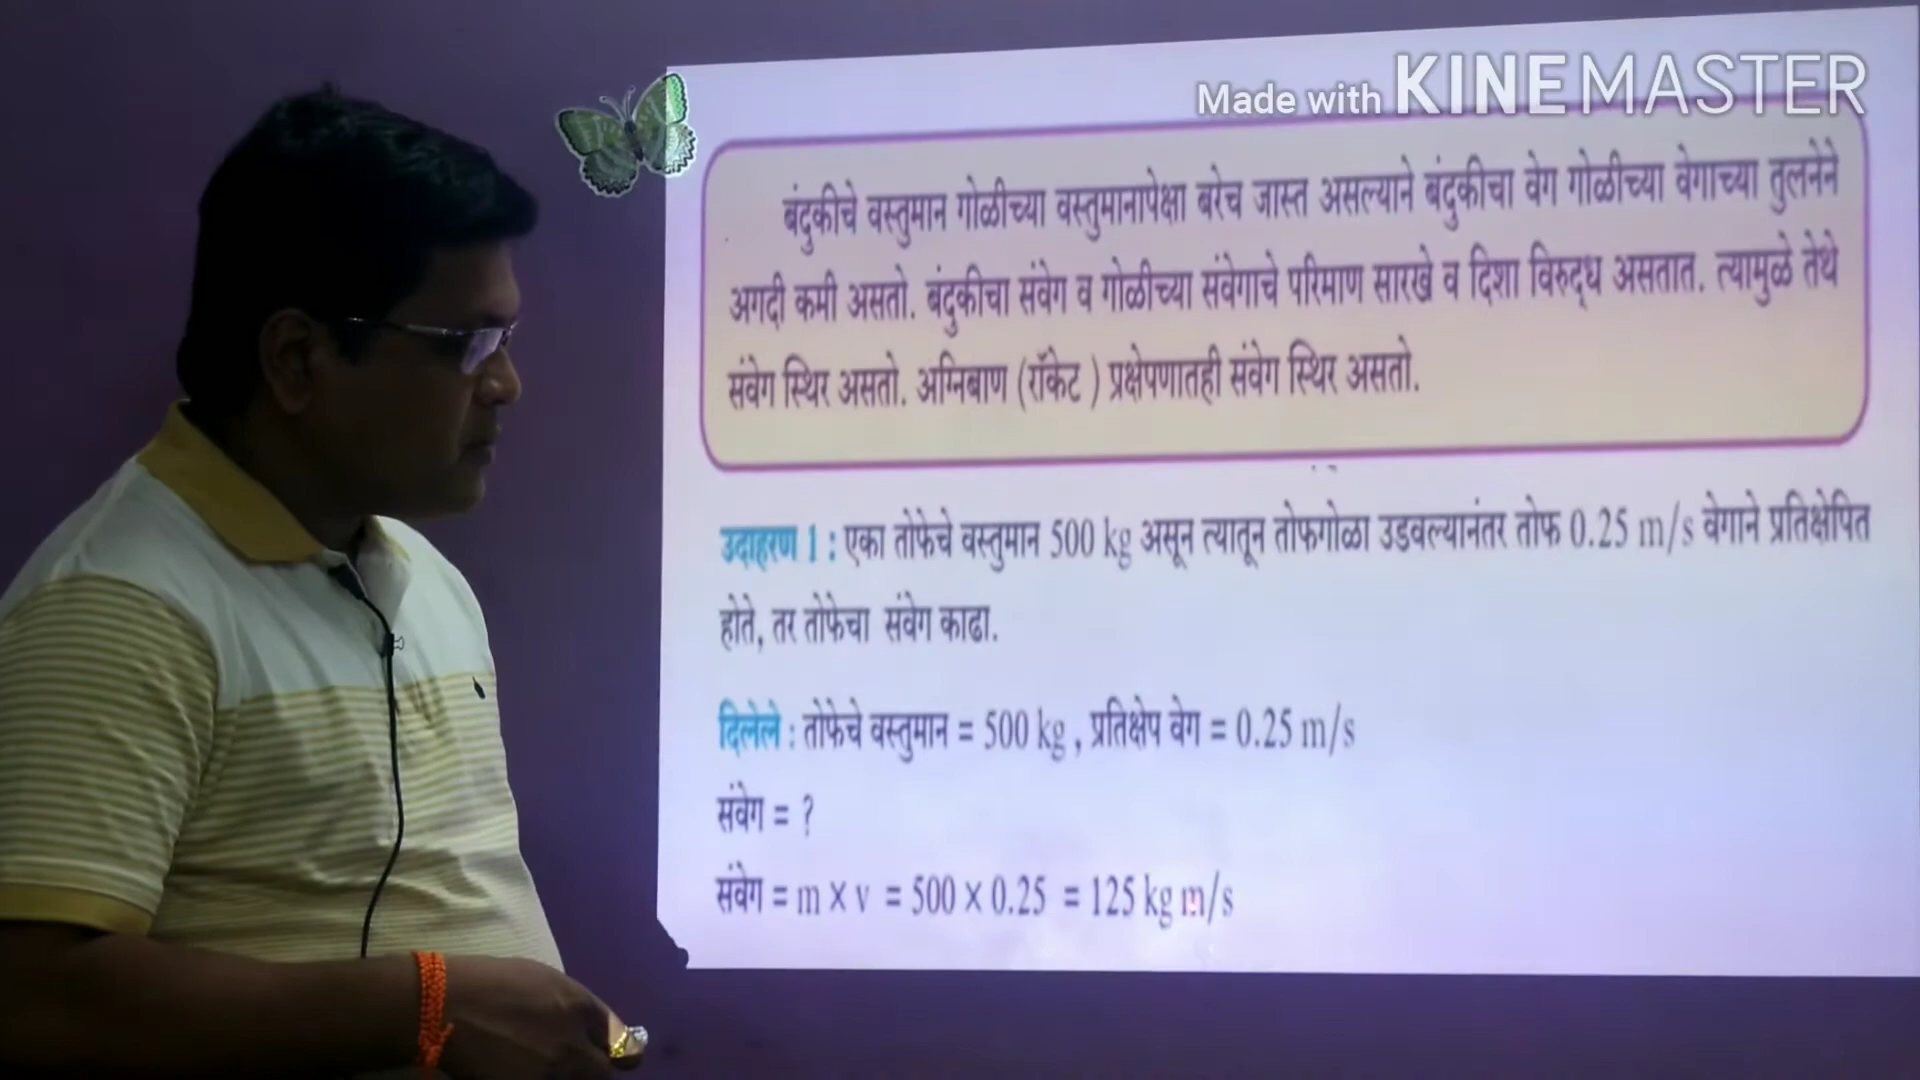 Made with KINEMASTER
बंदुकीचे वस्तुमान गोळीच्या वस्तुमानापेक्षा बरेच जास्त असल्याने बंदुकीचा वेग गोळीच्या वेगाच्या तुलनेने
अगदी कमी असतो. बंदुकीचा संवेग व गोळीच्या संवेगाचे परिमाण सारखे व दिशा विरुद्ध असतात. त्यामुळे तेथे
संवेग स्थिर असतो. अग्निबाण (रॉकेट ) प्रक्षेपणातही संवेग स्थिर असतो.
उदाहरण 1 : एका तोफेचे वस्तुमान 500 kg असून त्यातून तोफगोळा उडवल्यानंतर तोफ 0.25 m/s वेगाने प्रतिक्षेपित
होते, तर तोफेचा संवेग काढा.
दिलेले : तोफेचे वस्तुमान = 500 kg , प्रतिक्षेप वेग = 0.25 m/s
संवेग = ?
संवेग = m × v = 500 × 0.25 = 125 kg m/s